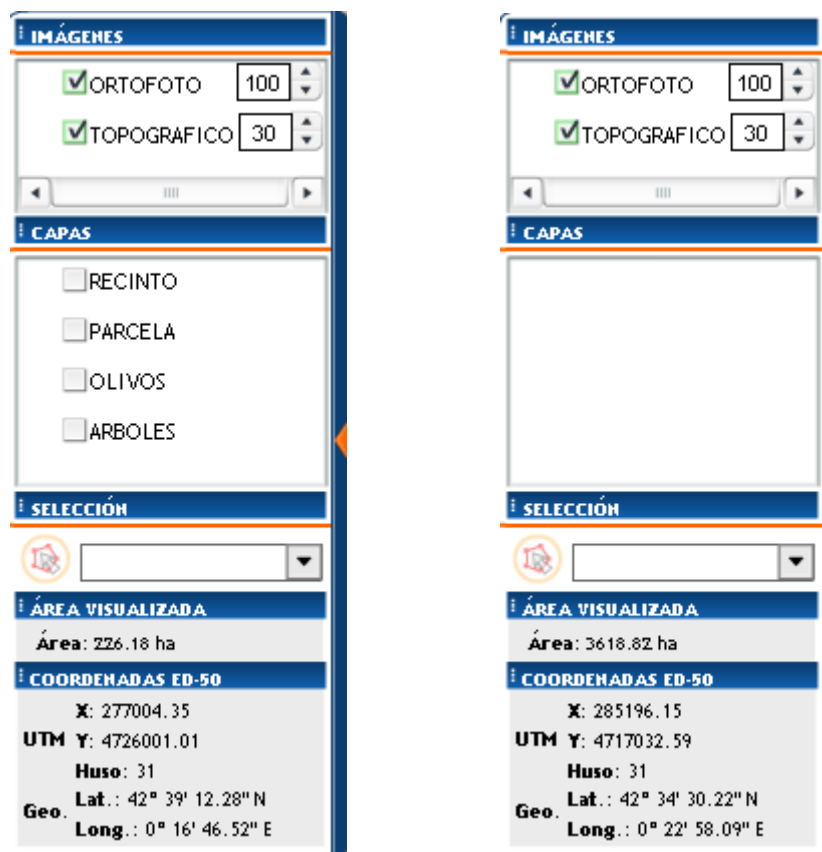 IMÁGENES
ORTOFOTO 100
TOPOGRAFICO 30
CAPAS
RECINTO
PARCELA
OLIVOS
ARBOLES
SELECCIÓN
ÁREA VISUALIZADA
Área: 226.18 ha
COORDENADAS ED-50
X: 277004.35
UTM Y: 4726001.01
Huso: 31
Geo. Lat.: 42° 39' 12.28" N
Long.: 0° 16' 46.52" E
IMÁGENES
ORTOFOTO 100
TOPOGRAFICO 30
CAPAS
SELECCIÓN
ÁREA VISUALIZADA
Área: 3618.82 ha
COORDENADAS ED-50
X: 285196.15
UTM Y: 4717032.59
Huso: 31
Geo. Lat.: 42° 34' 30.22" N
Long.: 0° 22' 58.09" E